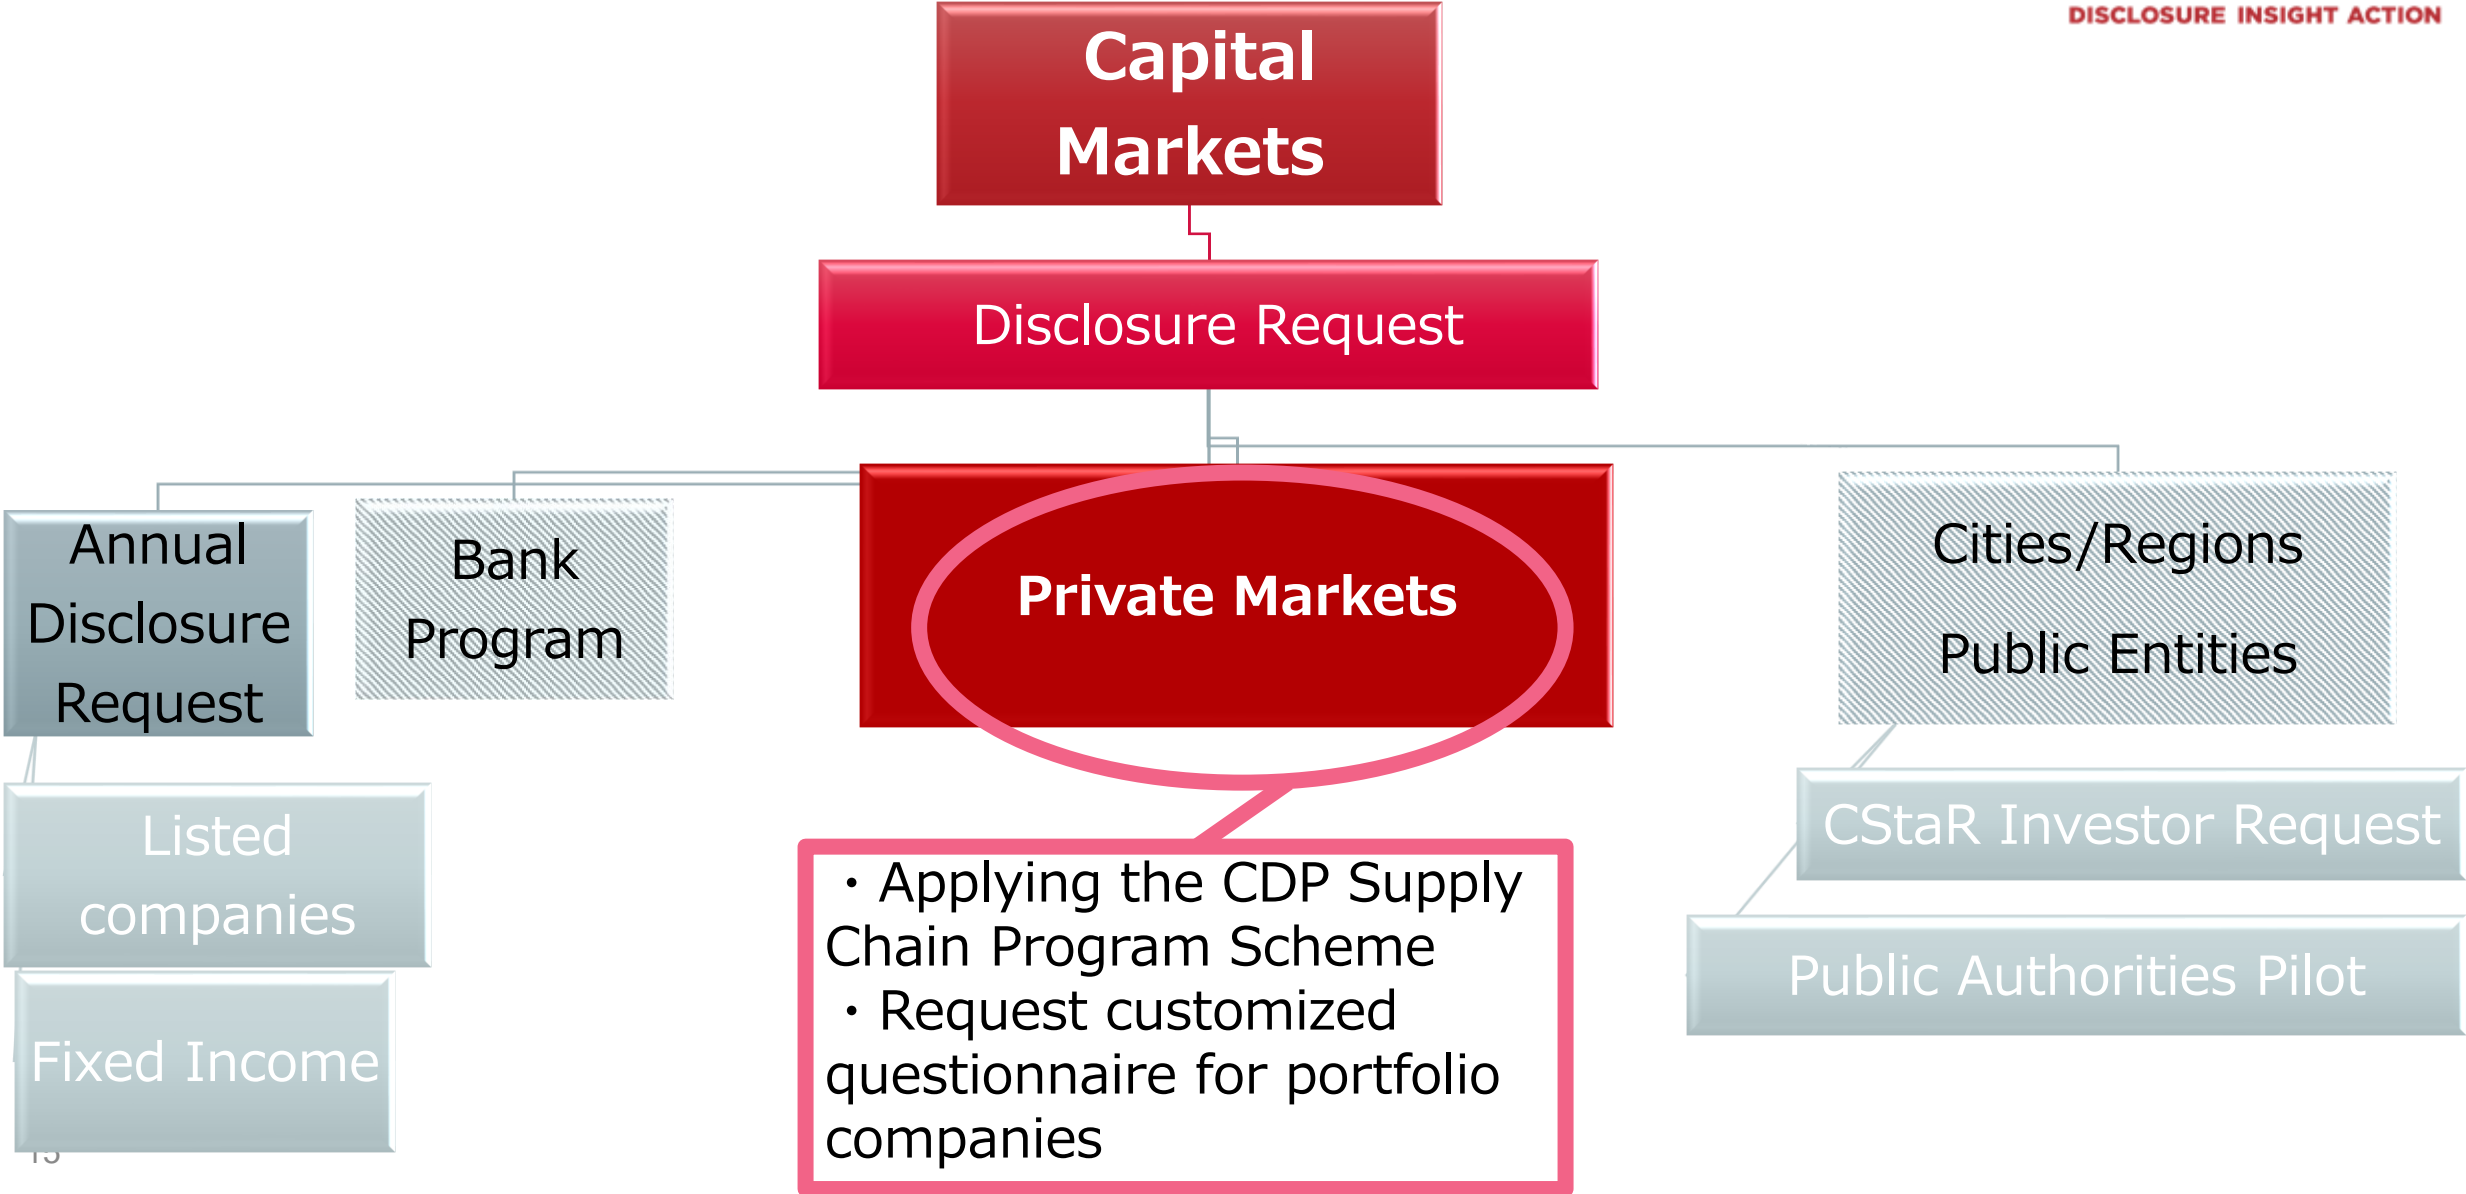 DISCLOSURE INSIGHT ACTION
Capital
Markets
Disclosure Request
Annual
Disclosure
Request
Bank
Program
Private Markets
Cities/Regions
Public Entities
Listed
companies
Fixed Income
・Applying the CDP Supply
Chain Program Scheme
・Request customized
questionnaire for portfolio
companies
CStaR Investor Request
Public Authorities Pilot
15